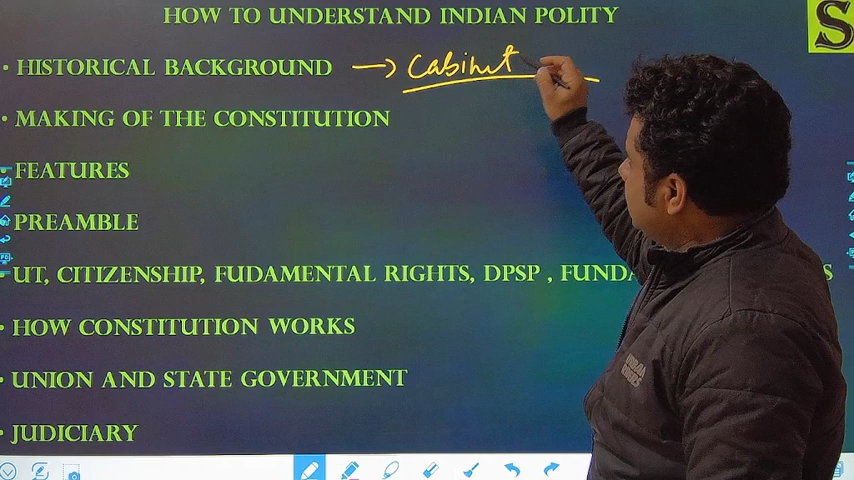 HOW TO UNDERSTAND INDIAN POLITY
S
• HISTORICAL BACKGROUND → Cabinet
• MAKING OF THE CONSTITUTION
• FEATURES
• PREAMBLE
• UT, CITIZENSHIP, FUDAMENTAL RIGHTS, DPSP , FUNDA S
• HOW CONSTITUTION WORKS
• UNION AND STATE GOVERNMENT
• JUDICIARY